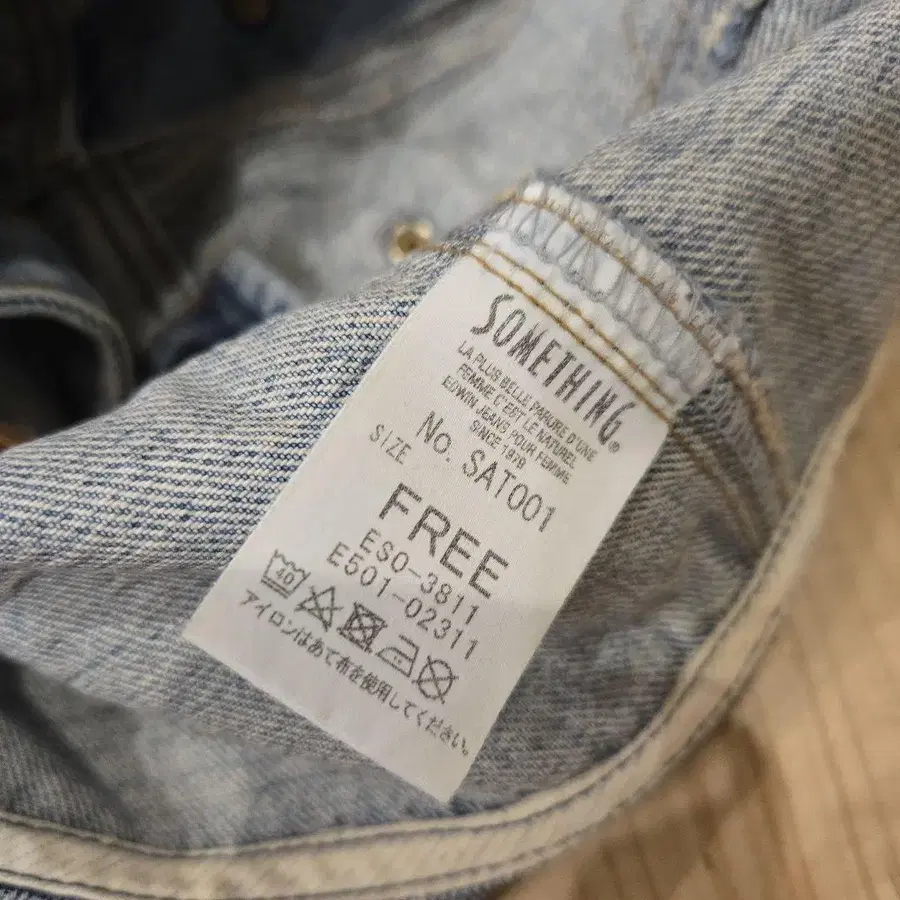 SOMETHING®
LA PLUS BELLE PARURE D'UNE
FEMME C'EST LE NATUREL
EDWIN JEANS POUR FEMME
SINCE 1979
No. SAT001
SIZE
FREE
ES0-3811
E501-02311
40
アイロンはあて布を使用してください。